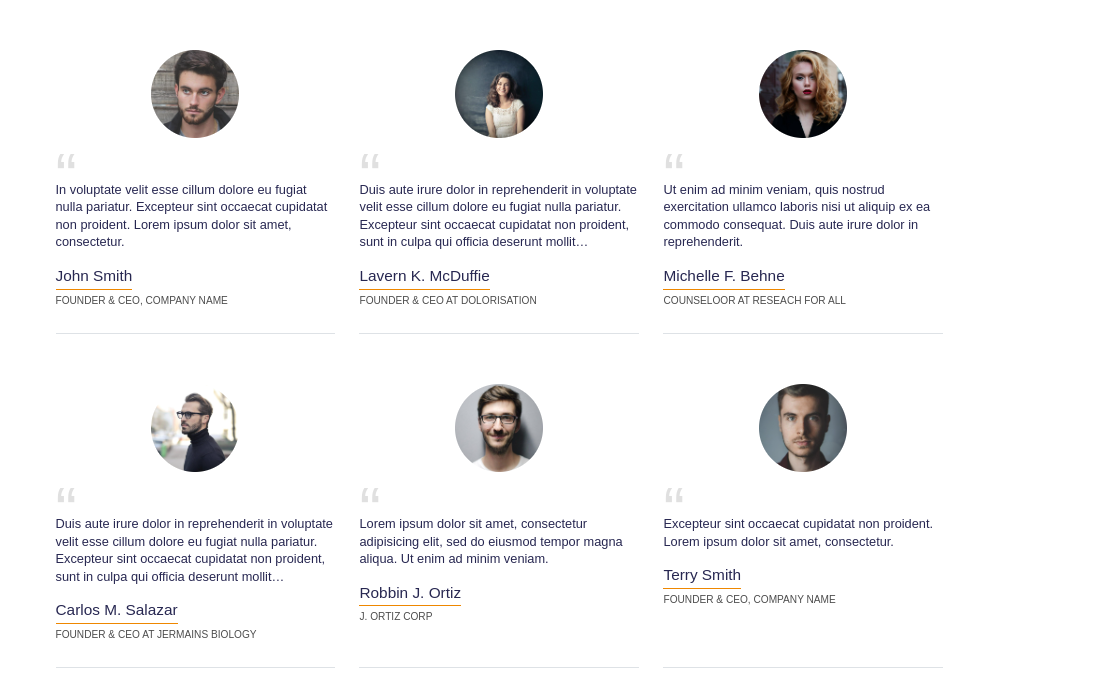 “
In voluptate velit esse cillum dolore eu fugiat
nulla pariatur. Excepteur sint occaecat cupidatat
non proident. Lorem ipsum dolor sit amet,
consectetur.
John Smith
FOUNDER & CEO, COMPANY NAME
“
Duis aute irure dolor in reprehenderit in voluptate
velit esse cillum dolore eu fugiat nulla pariatur.
Excepteur sint occaecat cupidatat non proident,
sunt in culpa qui officia deserunt mollit…
Lavern K. McDuffie
FOUNDER & CEO AT DOLORISATION
“
Ut enim ad minim veniam, quis nostrud
exercitation ullamco laboris nisi ut aliquip ex ea
commodo consequat. Duis aute irure dolor in
reprehenderit.
Michelle F. Behne
COUNSELOOR AT RESEACH FOR ALL
“
Duis aute irure dolor in reprehenderit in voluptate
velit esse cillum dolore eu fugiat nulla pariatur.
Excepteur sint occaecat cupidatat non proident,
sunt in culpa qui officia deserunt mollit…
Carlos M. Salazar
FOUNDER & CEO AT JERMAINS BIOLOGY
“
Lorem ipsum dolor sit amet, consectetur
adipisicing elit, sed do eiusmod tempor magna
aliqua. Ut enim ad minim veniam.
Robbin J. Ortiz
J. ORTIZ CORP
“
Excepteur sint occaecat cupidatat non proident.
Lorem ipsum dolor sit amet, consectetur.
Terry Smith
FOUNDER & CEO, COMPANY NAME